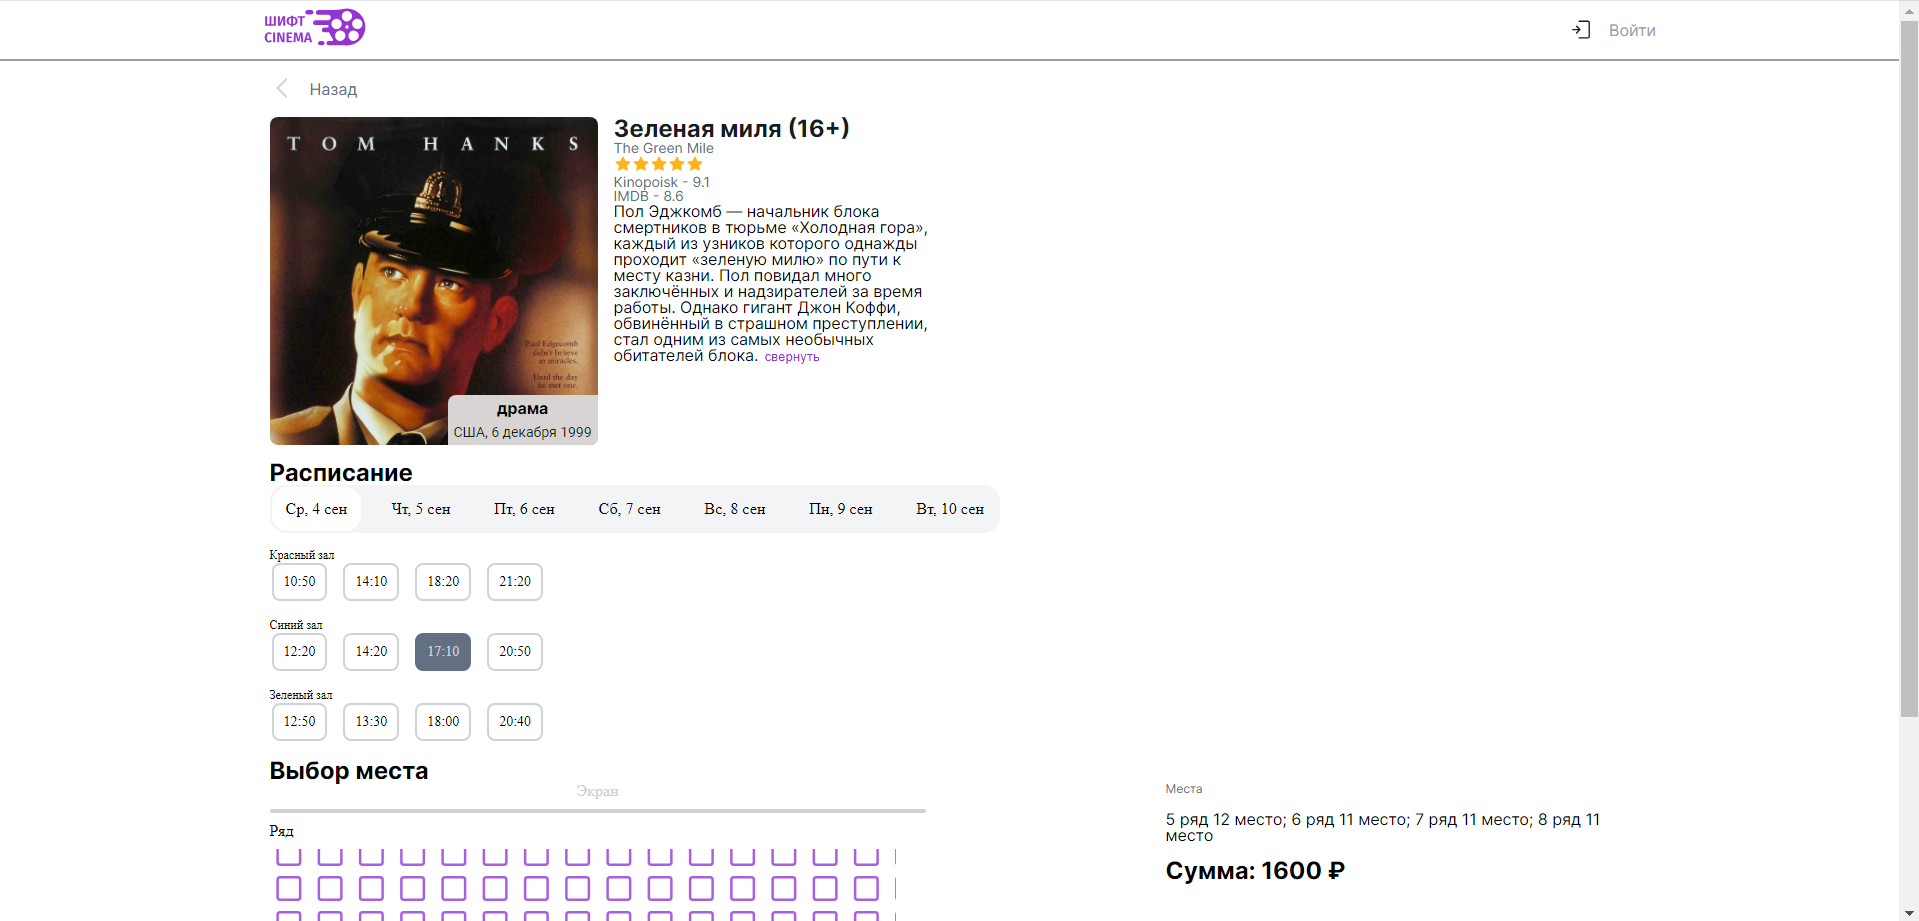 ШИФТ
CINEMA
Войти
Назад
TOM HANKS
Paul Edgecomb
didn't believe
in miracles.
Until the day
he met one.
драма
США, 6 декабря 1999
Зеленая миля (16+)
The Green Mile
Kinopoisk - 9.1
IMDB - 8.6
Пол Эджкомб — начальник блока
смертников в тюрьме «Холодная гора»,
каждый из узников которого однажды
проходит «зеленую милю» по пути к
месту казни. Пол повидал много
заключённых и надзирателей за время
работы. Однако гигант Джон Коффи,
обвинённый в страшном преступлении,
стал одним из самых необычных
обитателей блока. свернуть
Расписание
Ср, 4 сен Чт, 5 сен Пт, 6 сен Сб, 7 сен Вс, 8 сен Пн, 9 сен Вт, 10 сен
Красный зал
10:50 14:10 18:20 21:20
Синий зал
12:20 14:20 17:10 20:50
Зеленый зал
12:50 13:30 18:00 20:40
Выбор места
Экран
Ряд
Места
5 ряд 12 место; 6 ряд 11 место; 7 ряд 11 место; 8 ряд 11
место
Сумма: 1600 ₽